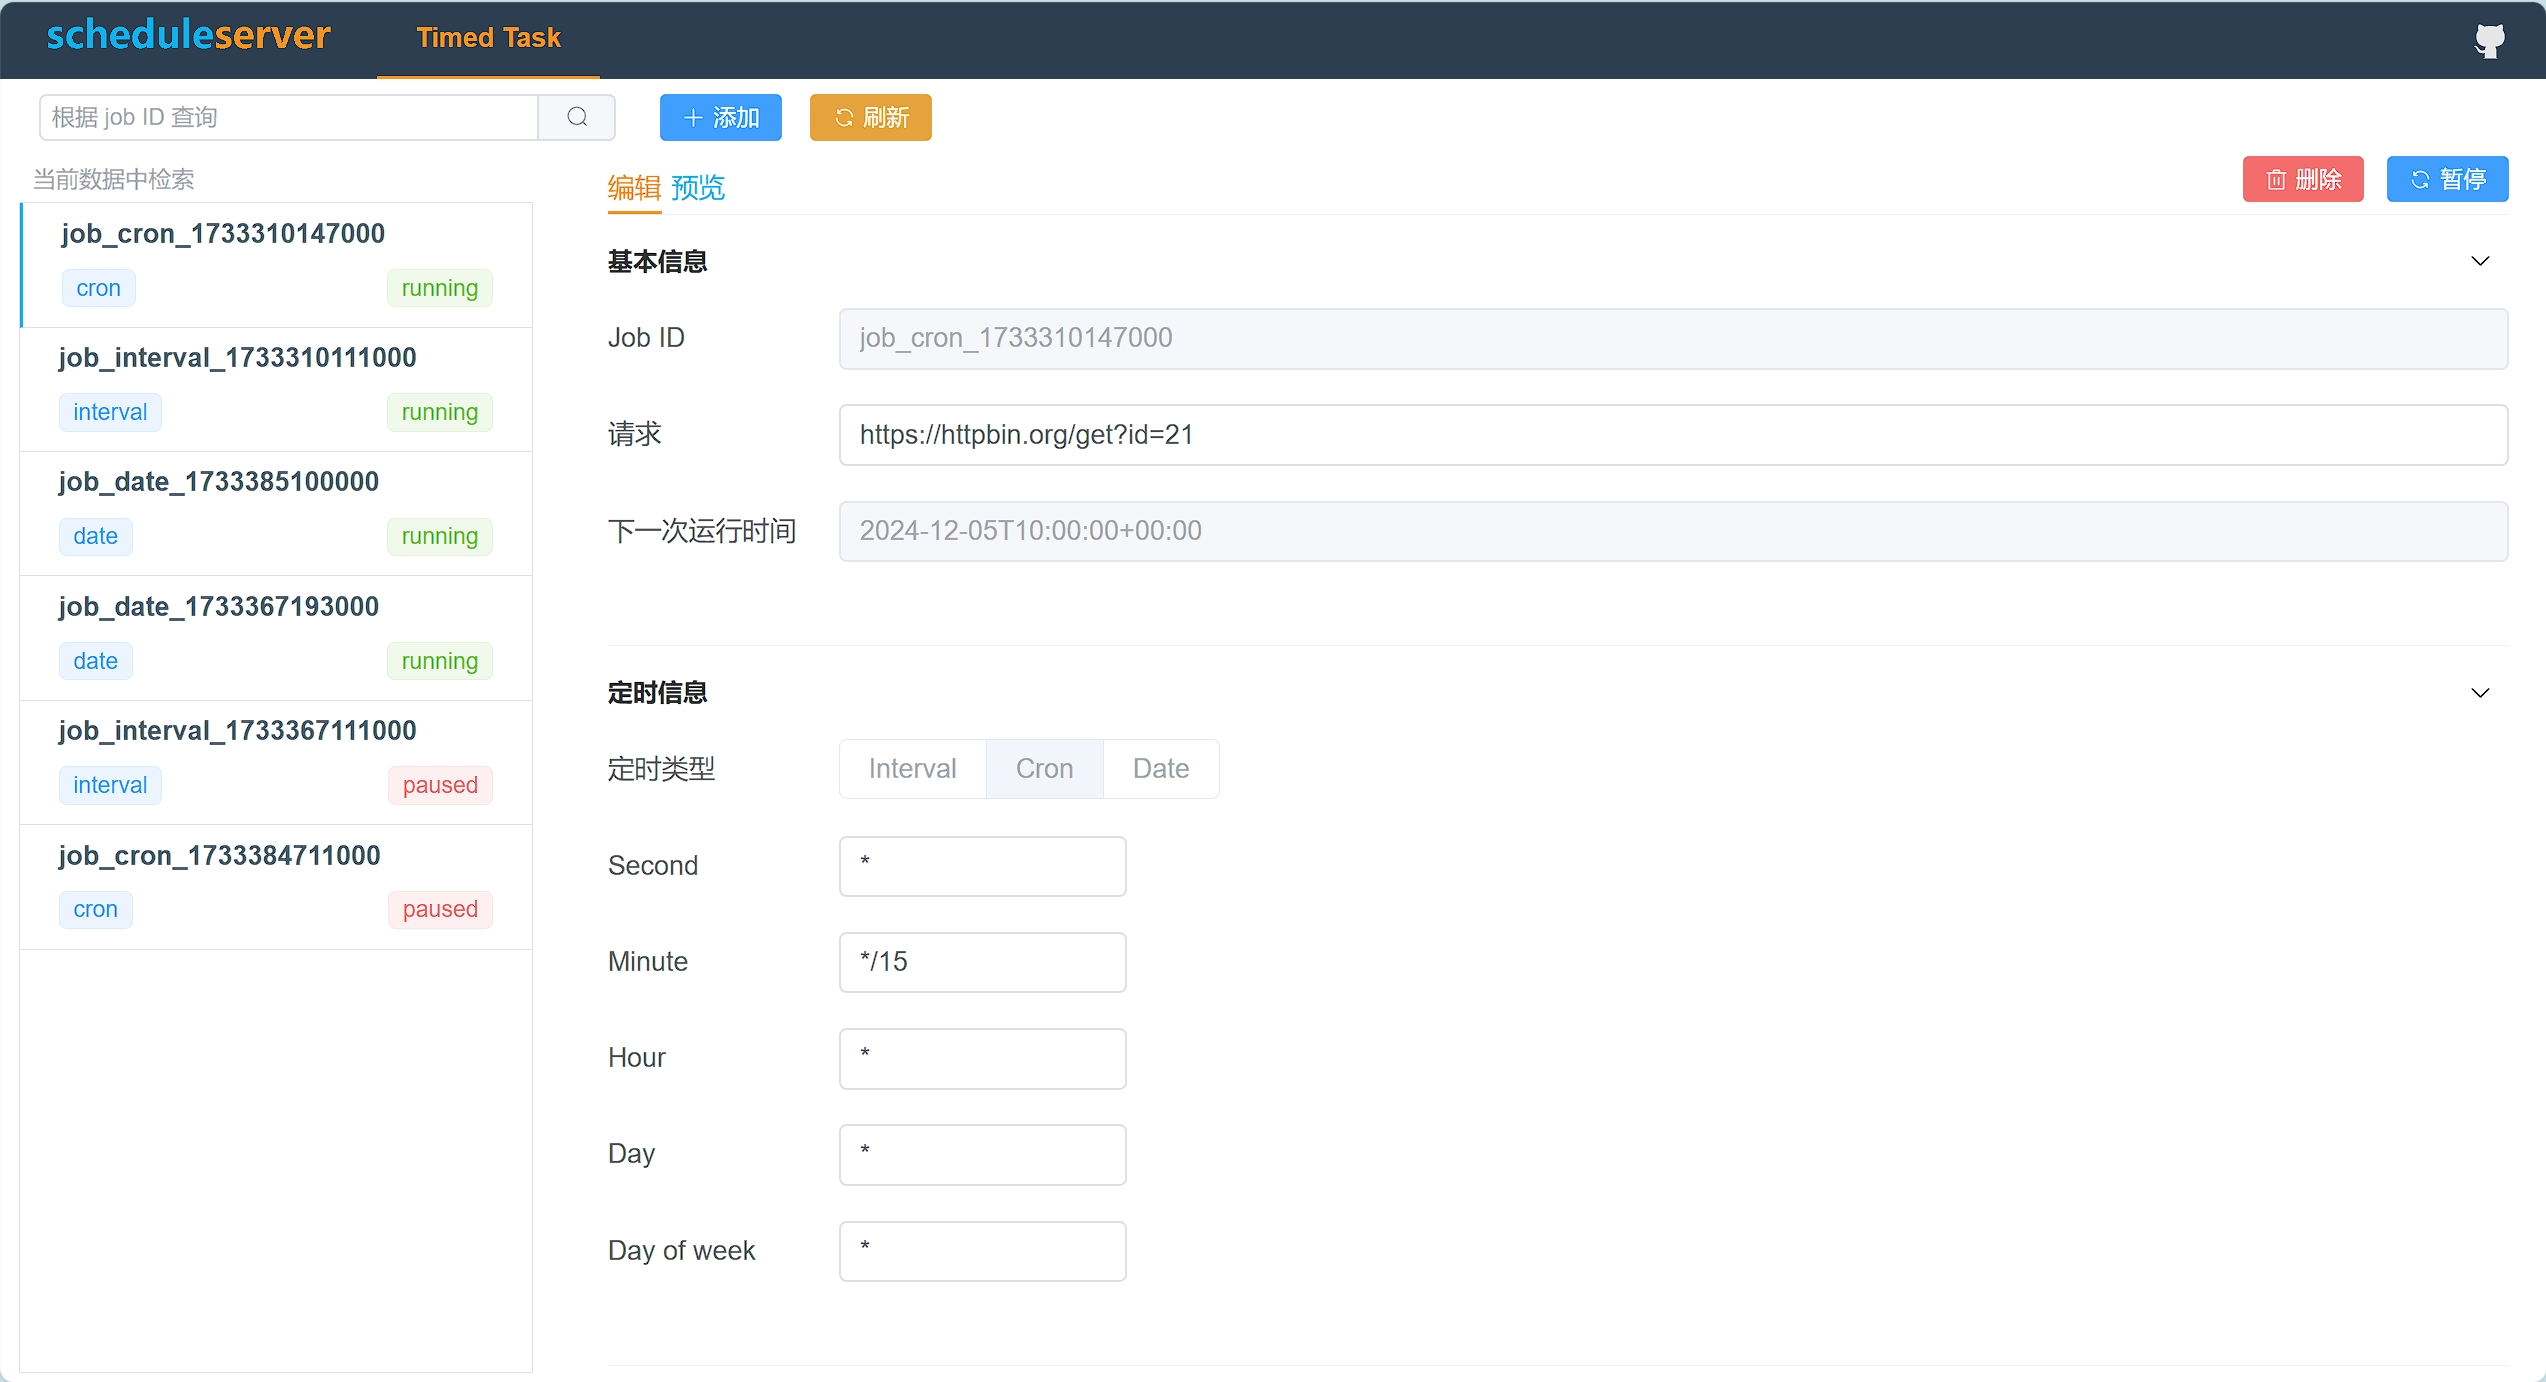 scheduleserver Timed Task
根据 job ID 查询 添加 刷新
当前数据中检索
job_cron_1733310147000
cron running
job_interval_1733310111000
interval running
job_date_1733385100000
date running
job_date_1733367193000
date running
job_interval_1733367111000
interval paused
job_cron_1733384711000
cron paused
编辑 预览 删除 暂停
基本信息
Job ID job_cron_1733310147000
请求 https://httpbin.org/get?id=21
下一次运行时间 2024-12-05T10:00:00+00:00
定时信息
定时类型 Interval Cron Date
Second *
Minute */15
Hour *
Day *
Day of week *